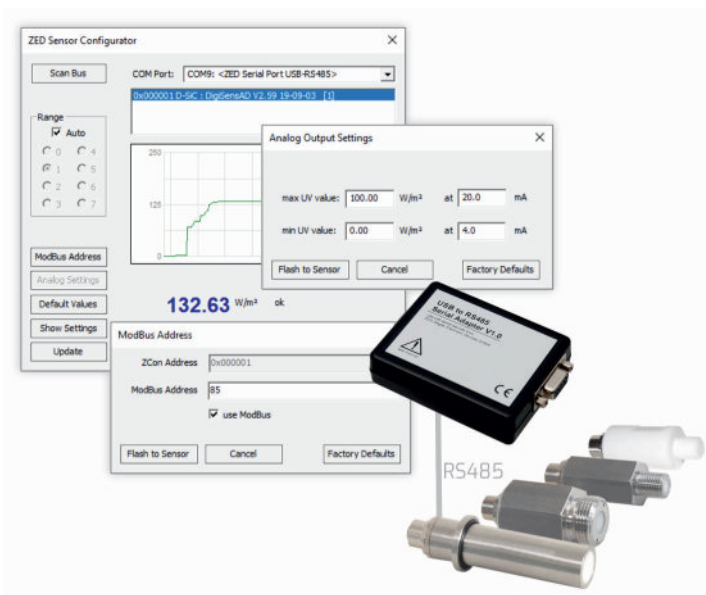 ZED Sensor Configurator
Scan Bus
COM Port: COM9: <ZED Serial Port USB-RS485>
0x000001 D-SiC : DigiSensAD V2.59 19-09-03 [1]
Range
Auto
0 4
1 5
2 6
3 7
250
125
0
ModBus Address
Analog Settings
Default Values
Show Settings
Update
132.63 W/m² ok
Analog Output Settings
max UV value: 100.00 W/m² at 20.0 mA
min UV value: 0.00 W/m² at 4.0 mA
Flash to Sensor Cancel Factory Defaults
ModBus Address
ZCon Address 0x000001
ModBus Address 85
use ModBus
Flash to Sensor Cancel Factory Defaults
USB to RS485
Serial Adaptor V1.0
CE
RS485